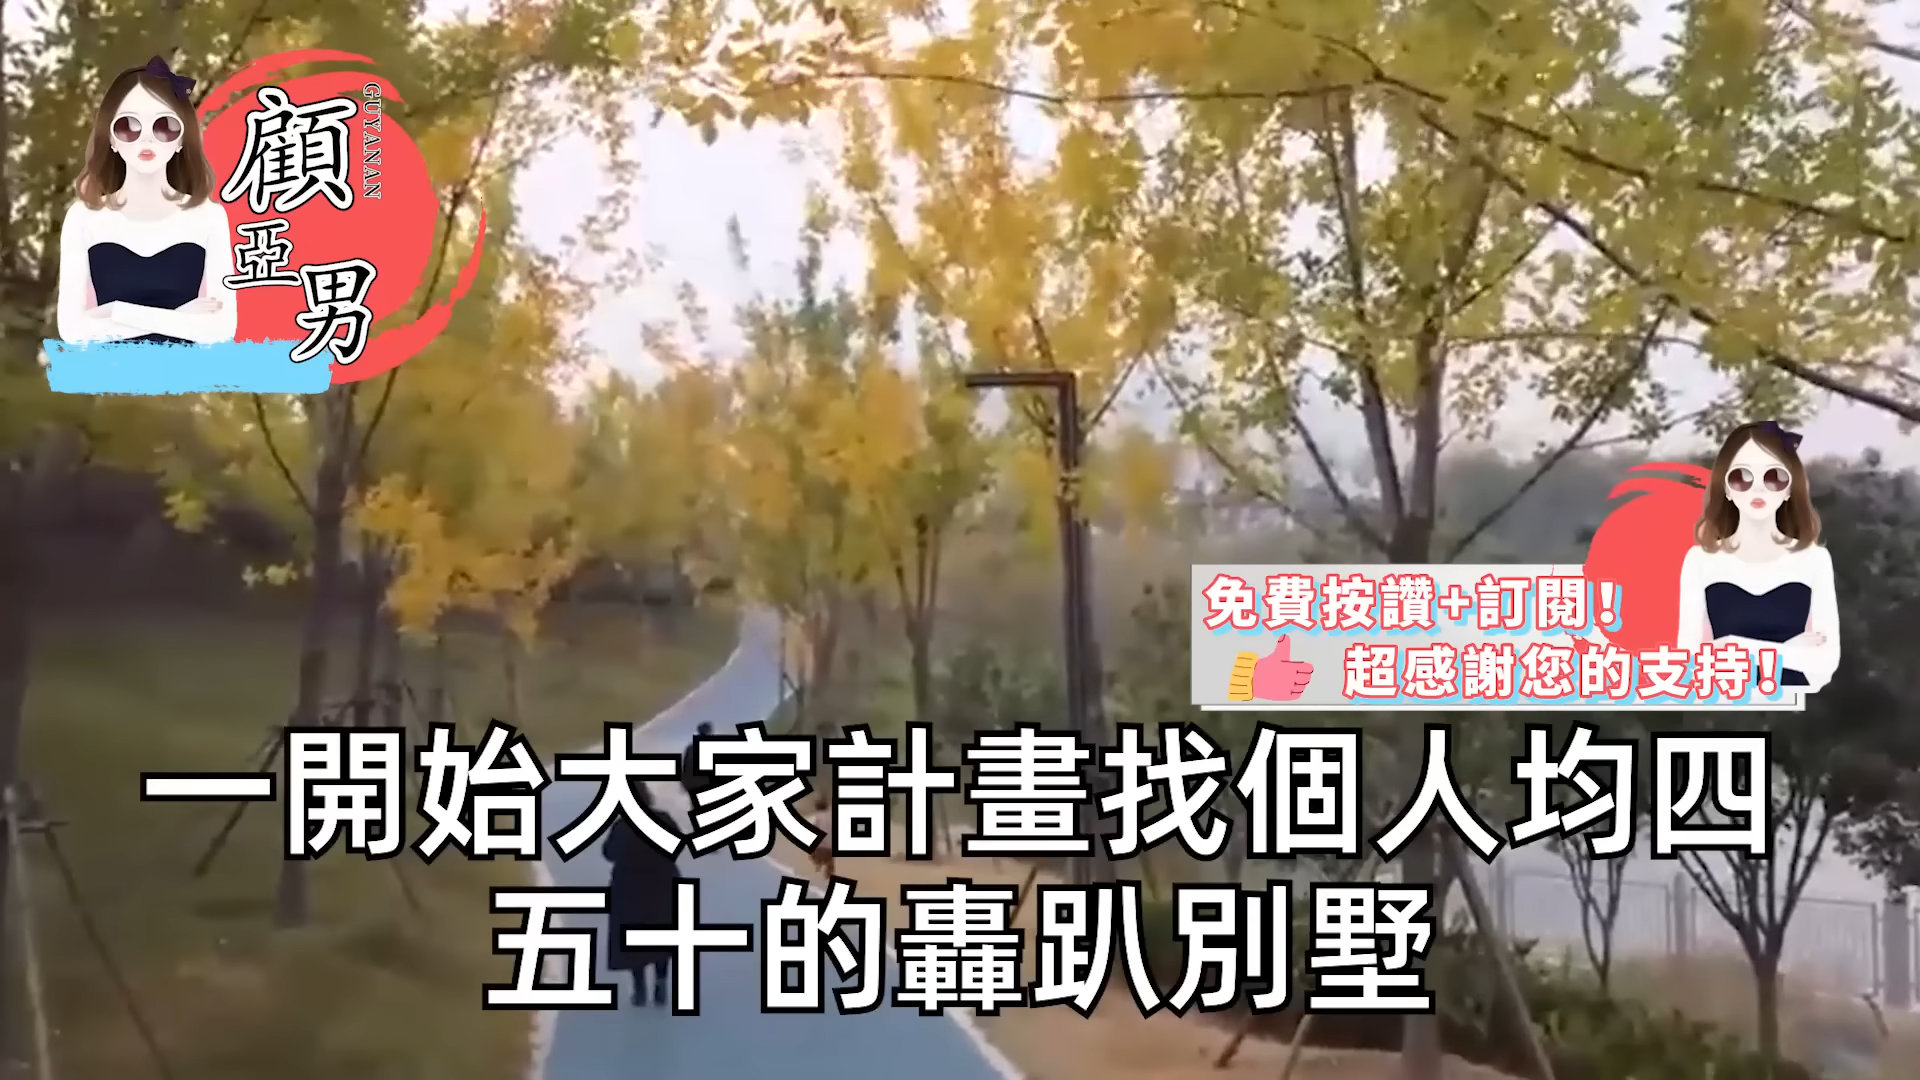 顧亞男
GUYANAN
免費按讚+訂閱!
超感謝您的支持!
一開始大家計畫找個人均四
五十的轟趴別墅